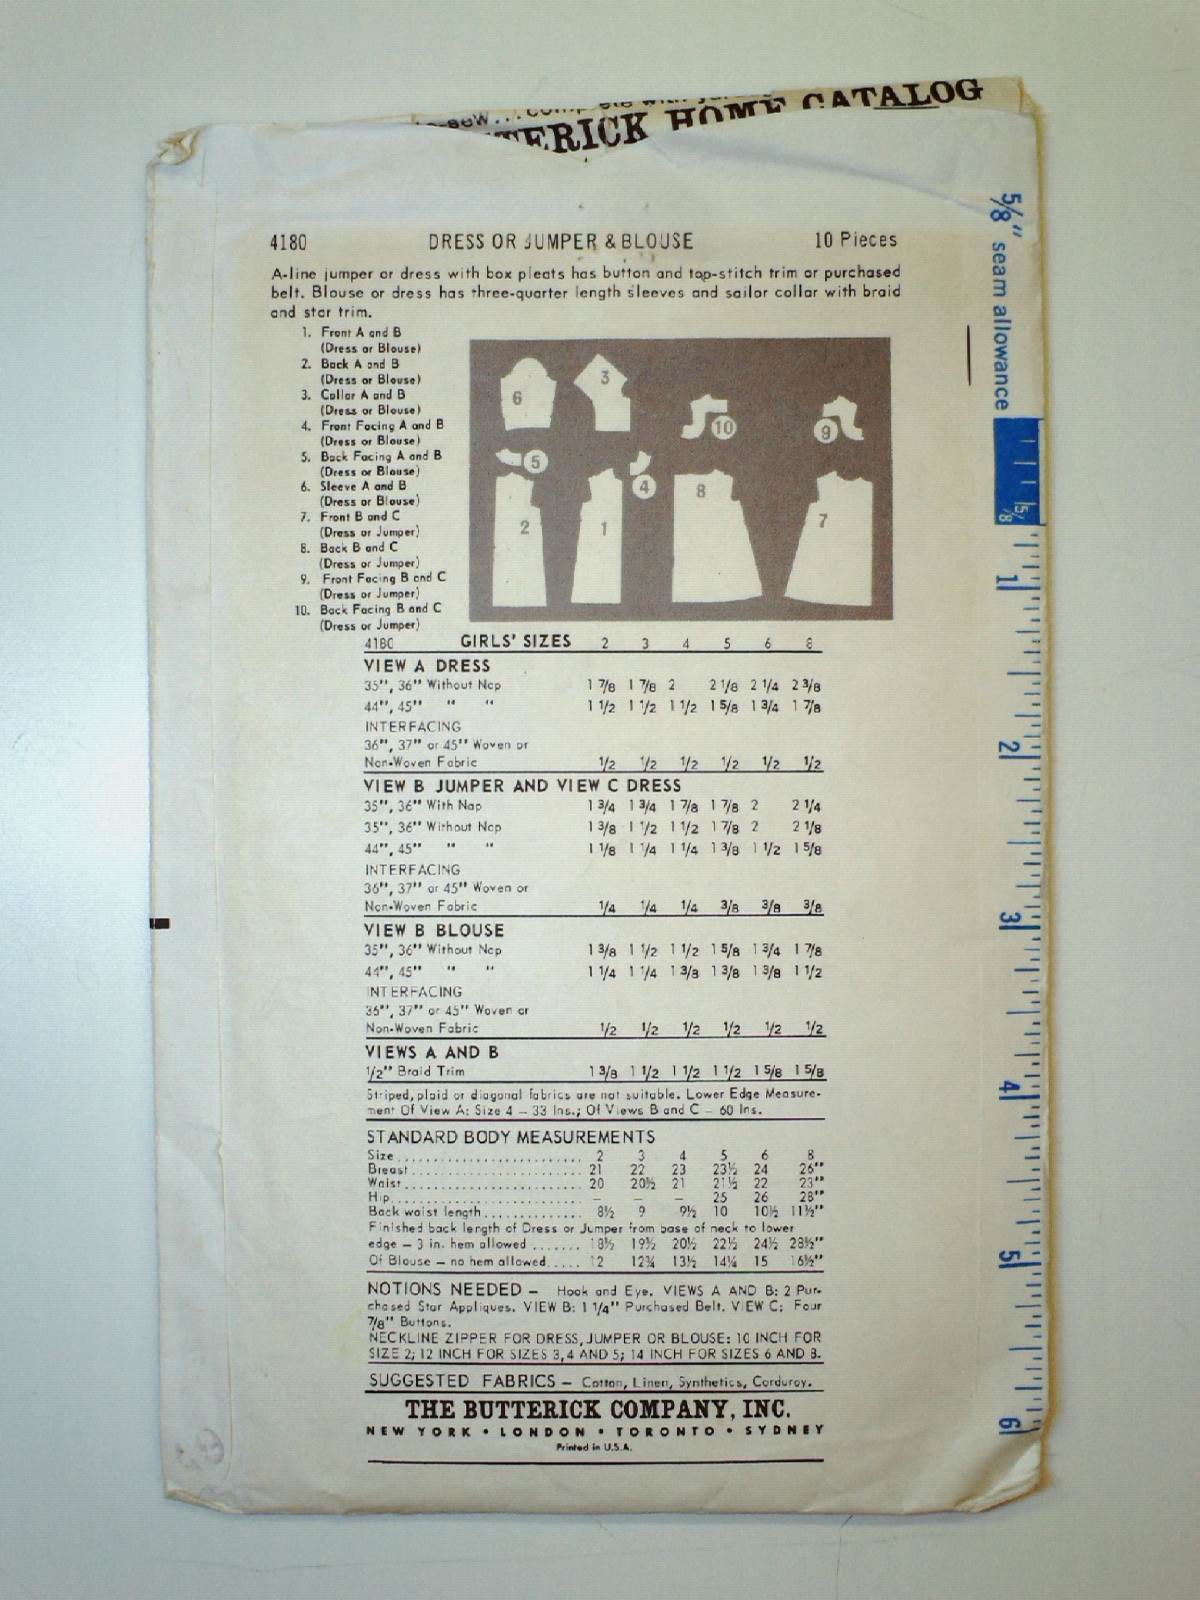 BUTTERICK HOME CATALOG
4180 DRESS OR JUMPER & BLOUSE 10 Pieces
A-line jumper or dress with box pleats has button and top-stitch trim or purchased
belt. Blouse or dress has three-quarter length sleeves and sailor collar with braid
and star trim.
1. Front A and B
(Dress or Blouse)
2. Back A and B
(Dress or Blouse)
3. Collar A and B
(Dress or Blouse)
4. Front Facing A and B
(Dress or Blouse)
5. Back Facing A and B
(Dress or Blouse)
6. Sleeve A and B
(Dress or Blouse)
7. Front B and C
(Dress or Jumper)
8. Back B and C
(Dress or Jumper)
9. Front Facing B and C
(Dress or Jumper)
10. Back Facing B and C
(Dress or Jumper)
6 3 10 9
5 4 8
2 1 7
4180 GIRLS' SIZES 2 3 4 5 6 8
VIEW A DRESS
35", 36" Without Nap 1 7/8 1 7/8 2 2 1/8 2 1/4 2 3/8
44", 45" " " 1 1/2 1 1/2 1 1/2 1 5/8 1 3/4 1 7/8
INTERFACING
36", 37" or 45" Woven or
Non-Woven Fabric 1/2 1/2 1/2 1/2 1/2 1/2
VIEW B JUMPER AND VIEW C DRESS
35", 36" With Nap 1 3/4 1 3/4 1 7/8 1 7/8 2 2 1/4
35", 36" Without Nap 1 3/8 1 1/2 1 1/2 1 7/8 2 2 1/8
44", 45" " " 1 1/8 1 1/4 1 1/4 1 3/8 1 1/2 1 5/8
INTERFACING
36", 37" or 45" Woven or
Non-Woven Fabric 1/4 1/4 1/4 3/8 3/8 3/8
VIEW B BLOUSE
35", 36" Without Nap 1 3/8 1 1/2 1 1/2 1 5/8 1 3/4 1 7/8
44", 45" " " 1 1/4 1 1/4 1 3/8 1 3/8 1 3/8 1 1/2
INTERFACING
36", 37" or 45" Woven or
Non-Woven Fabric 1/2 1/2 1/2 1/2 1/2 1/2
VIEWS A AND B
1/2" Braid Trim 1 3/8 1 1/2 1 1/2 1 1/2 1 5/8 1 5/8
Striped, plaid or diagonal fabrics are not suitable. Lower Edge Measure-
ment Of View A: Size 4 – 33 Ins.; Of Views B and C – 60 Ins.
STANDARD BODY MEASUREMENTS
Size 2 3 4 5 6 8
Breast 21 22 23 23½ 24 26"
Waist 20 20½ 21 21½ 22 23"
Hip – – – 25 26 28"
Back waist length 8½ 9 9½ 10 10½ 11½"
Finished back length of Dress or Jumper from base of neck to lower
edge – 3 in. hem allowed 18½ 19½ 20½ 22½ 24½ 28½"
Of Blouse – no hem allowed 12 12¾ 13½ 14¼ 15 16½"
NOTIONS NEEDED – Hook and Eye. VIEWS A AND B: 2 Pur-
chased Star Appliques. VIEW B: 1 1/4" Purchased Belt. VIEW C: Four
7/8" Buttons.
NECKLINE ZIPPER FOR DRESS, JUMPER OR BLOUSE: 10 INCH FOR
SIZE 2; 12 INCH FOR SIZES 3, 4 AND 5; 14 INCH FOR SIZES 6 AND 8.
SUGGESTED FABRICS – Cotton, Linen, Synthetics, Corduroy.
THE BUTTERICK COMPANY, INC.
NEW YORK • LONDON • TORONTO • SYDNEY
Printed in U.S.A.
5/8" seam allowance
5/8"
1
2
3
4
5
6